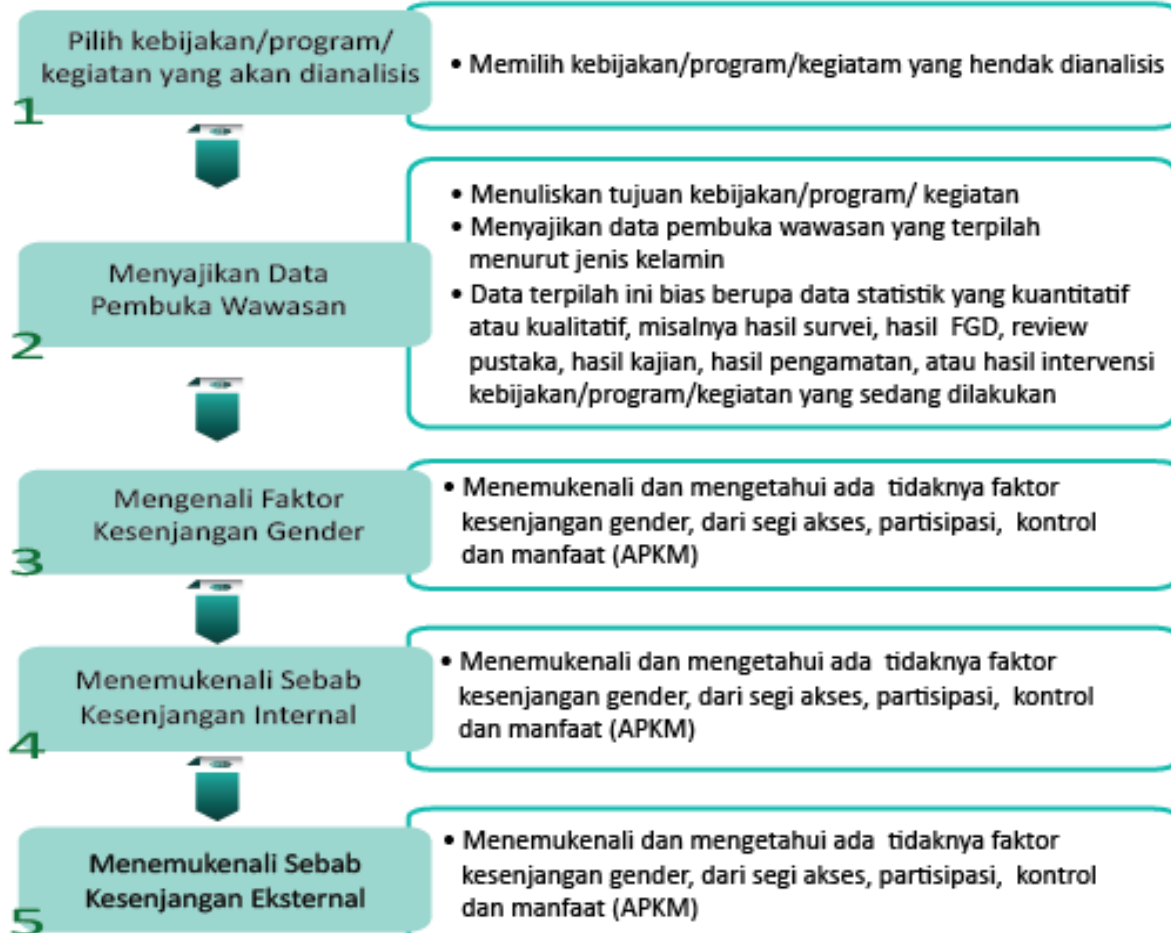 Pilih kebijakan/program/
kegiatan yang akan dianalisis
1
• Memilih kebijakan/program/kegiatam yang hendak dianalisis
Menyajikan Data
Pembuka Wawasan
2
• Menuliskan tujuan kebijakan/program/ kegiatan
• Menyajikan data pembuka wawasan yang terpilah
menurut jenis kelamin
• Data terpilah ini bias berupa data statistik yang kuantitatif
atau kualitatif, misalnya hasil survei, hasil FGD, review
pustaka, hasil kajian, hasil pengamatan, atau hasil intervensi
kebijakan/program/kegiatan yang sedang dilakukan
Mengenali Faktor
Kesenjangan Gender
3
• Menemukenali dan mengetahui ada tidaknya faktor
kesenjangan gender, dari segi akses, partisipasi, kontrol
dan manfaat (APKM)
Menemukenali Sebab
Kesenjangan Internal
4
• Menemukenali dan mengetahui ada tidaknya faktor
kesenjangan gender, dari segi akses, partisipasi, kontrol
dan manfaat (APKM)
Menemukenali Sebab
Kesenjangan Eksternal
5
• Menemukenali dan mengetahui ada tidaknya faktor
kesenjangan gender, dari segi akses, partisipasi, kontrol
dan manfaat (APKM)